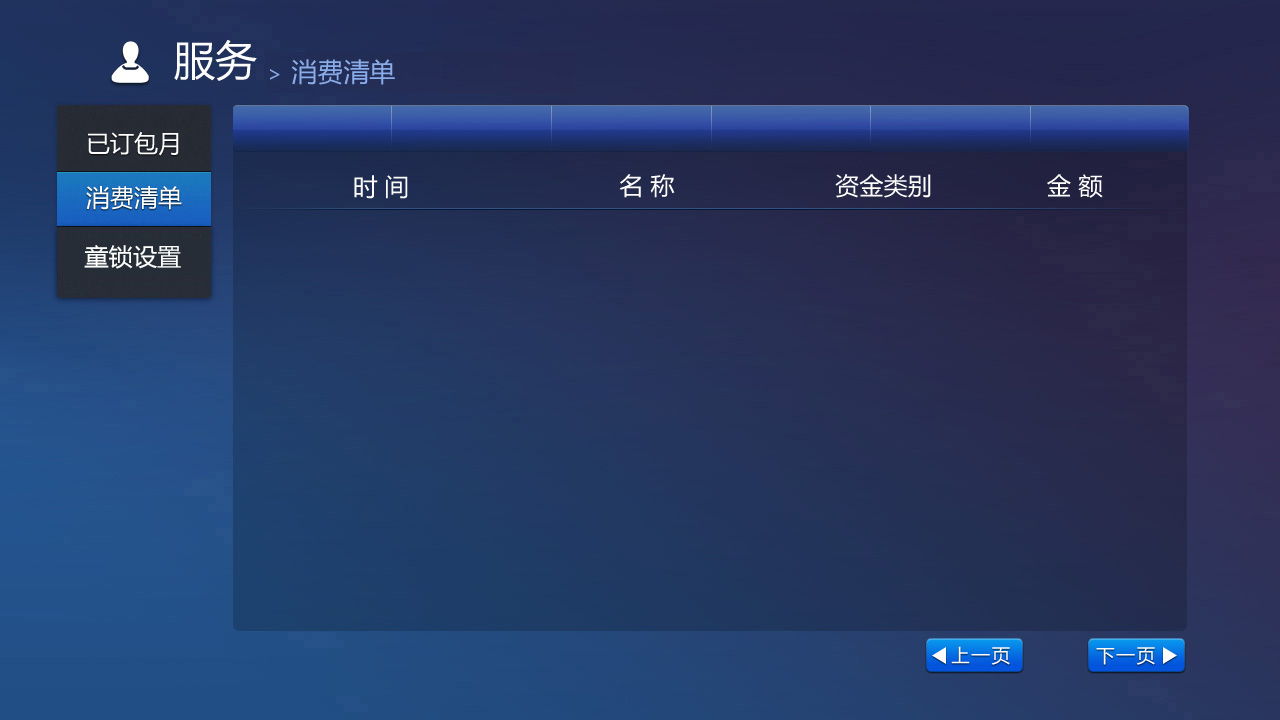 服务 > 消费清单
已订包月
消费清单
童锁设置
时间 名称 资金类别 金额
上一页 下一页